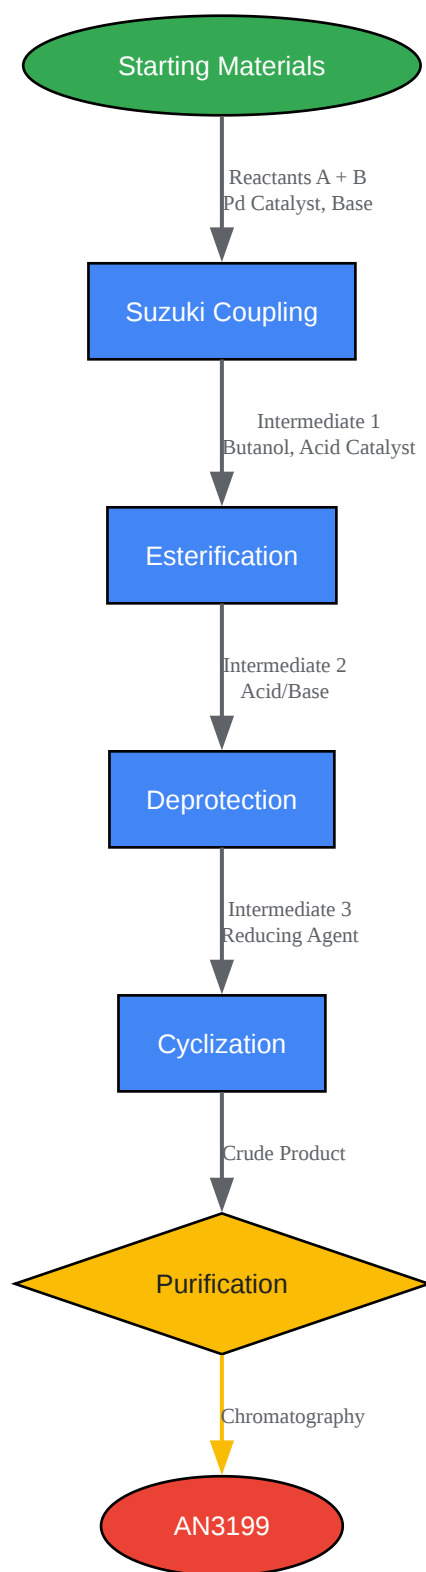 Starting Materials
Reactants A + B
Pd Catalyst, Base
Suzuki Coupling
Intermediate 1
Butanol, Acid Catalyst
Esterification
Intermediate 2
Acid/Base
Deprotection
Intermediate 3
Reducing Agent
Cyclization
Crude Product
Purification
Chromatography
AN3199